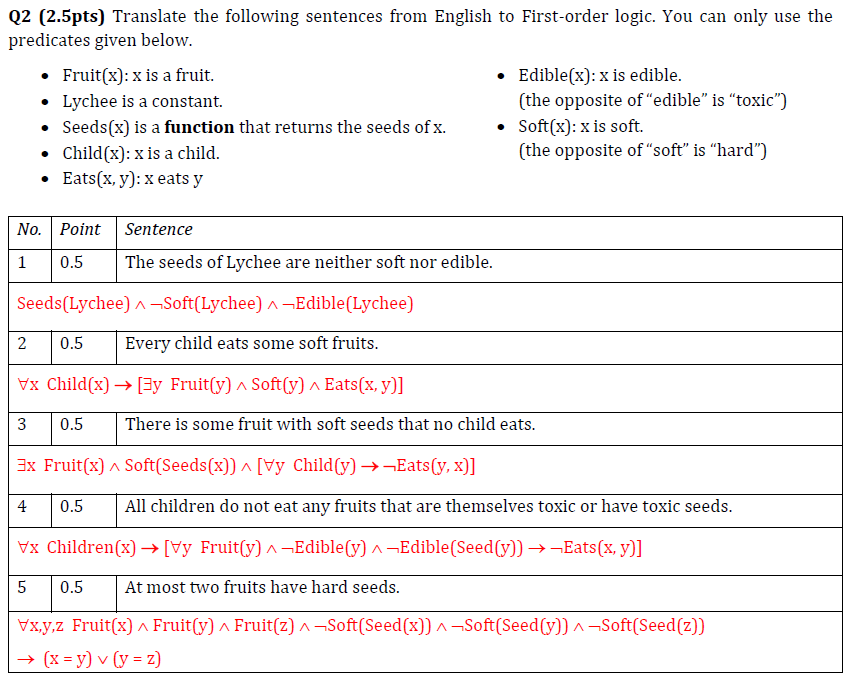 Q2 (2.5pts) Translate the following sentences from English to First-order logic. You can only use the
predicates given below.
• Fruit(x): x is a fruit.
• Lychee is a constant.
• Seeds(x) is a function that returns the seeds of x.
• Child(x): x is a child.
• Eats(x, y): x eats y
• Edible(x): x is edible.
(the opposite of “edible” is “toxic”)
• Soft(x): x is soft.
(the opposite of “soft” is “hard”)
No. Point Sentence
1 0.5 The seeds of Lychee are neither soft nor edible.
Seeds(Lychee) ∧ ¬Soft(Lychee) ∧ ¬Edible(Lychee)
2 0.5 Every child eats some soft fruits.
∀x Child(x) → [∃y Fruit(y) ∧ Soft(y) ∧ Eats(x, y)]
3 0.5 There is some fruit with soft seeds that no child eats.
∃x Fruit(x) ∧ Soft(Seeds(x)) ∧ [∀y Child(y) → ¬Eats(y, x)]
4 0.5 All children do not eat any fruits that are themselves toxic or have toxic seeds.
∀x Children(x) → [∀y Fruit(y) ∧ ¬Edible(y) ∧ ¬Edible(Seed(y)) → ¬Eats(x, y)]
5 0.5 At most two fruits have hard seeds.
∀x,y,z Fruit(x) ∧ Fruit(y) ∧ Fruit(z) ∧ ¬Soft(Seed(x)) ∧ ¬Soft(Seed(y)) ∧ ¬Soft(Seed(z))
→ (x = y) ∨ (y = z)